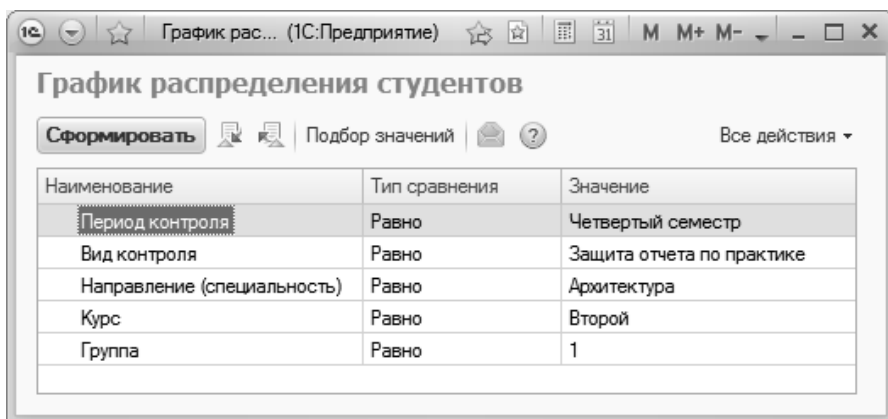 1С График рас... (1С:Предприятие) 31 M M+ M-
График распределения студентов
Сформировать Подбор значений ? Все действия
Наименование Тип сравнения Значение
Период контроля Равно Четвертый семестр
Вид контроля Равно Защита отчета по практике
Направление (специальность) Равно Архитектура
Курс Равно Второй
Группа Равно 1